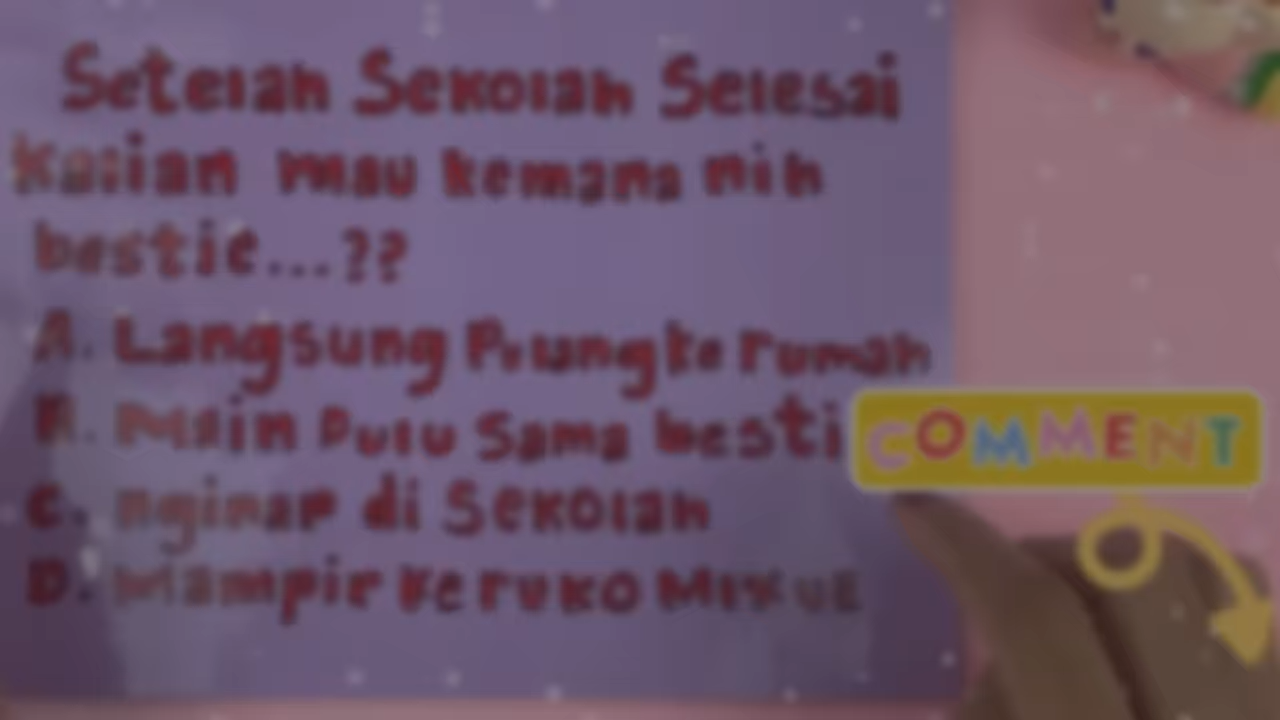 Setelah Sekolah Selesai
Kalian mau kemana nih
bestie...??
A. Langsung Pulang ke rumah
B. Main Dulu Sama besti
C. nginap di Sekolah
D. Mampir ke ruko
COMMENT